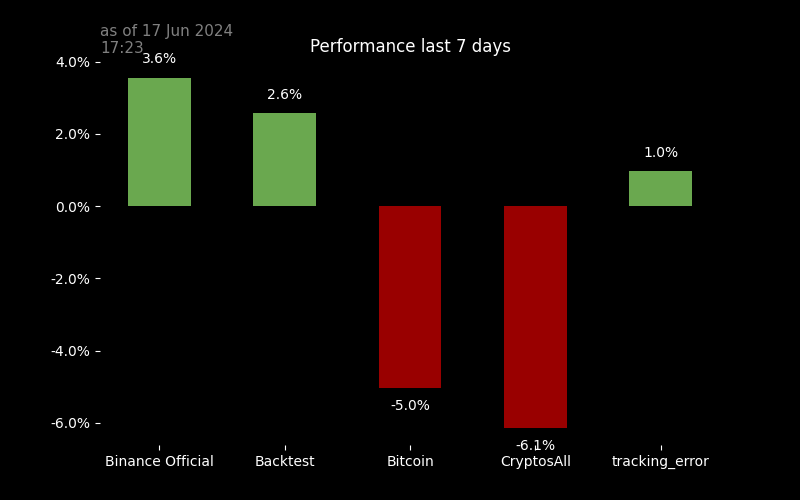 as of 17 Jun 2024
17:23
Performance last 7 days
4.0%
2.0%
0.0%
-2.0%
-4.0%
-6.0%
3.6%
2.6%
-5.0%
-6.1%
1.0%
Binance Official
Backtest
Bitcoin
CryptosAll
tracking_error